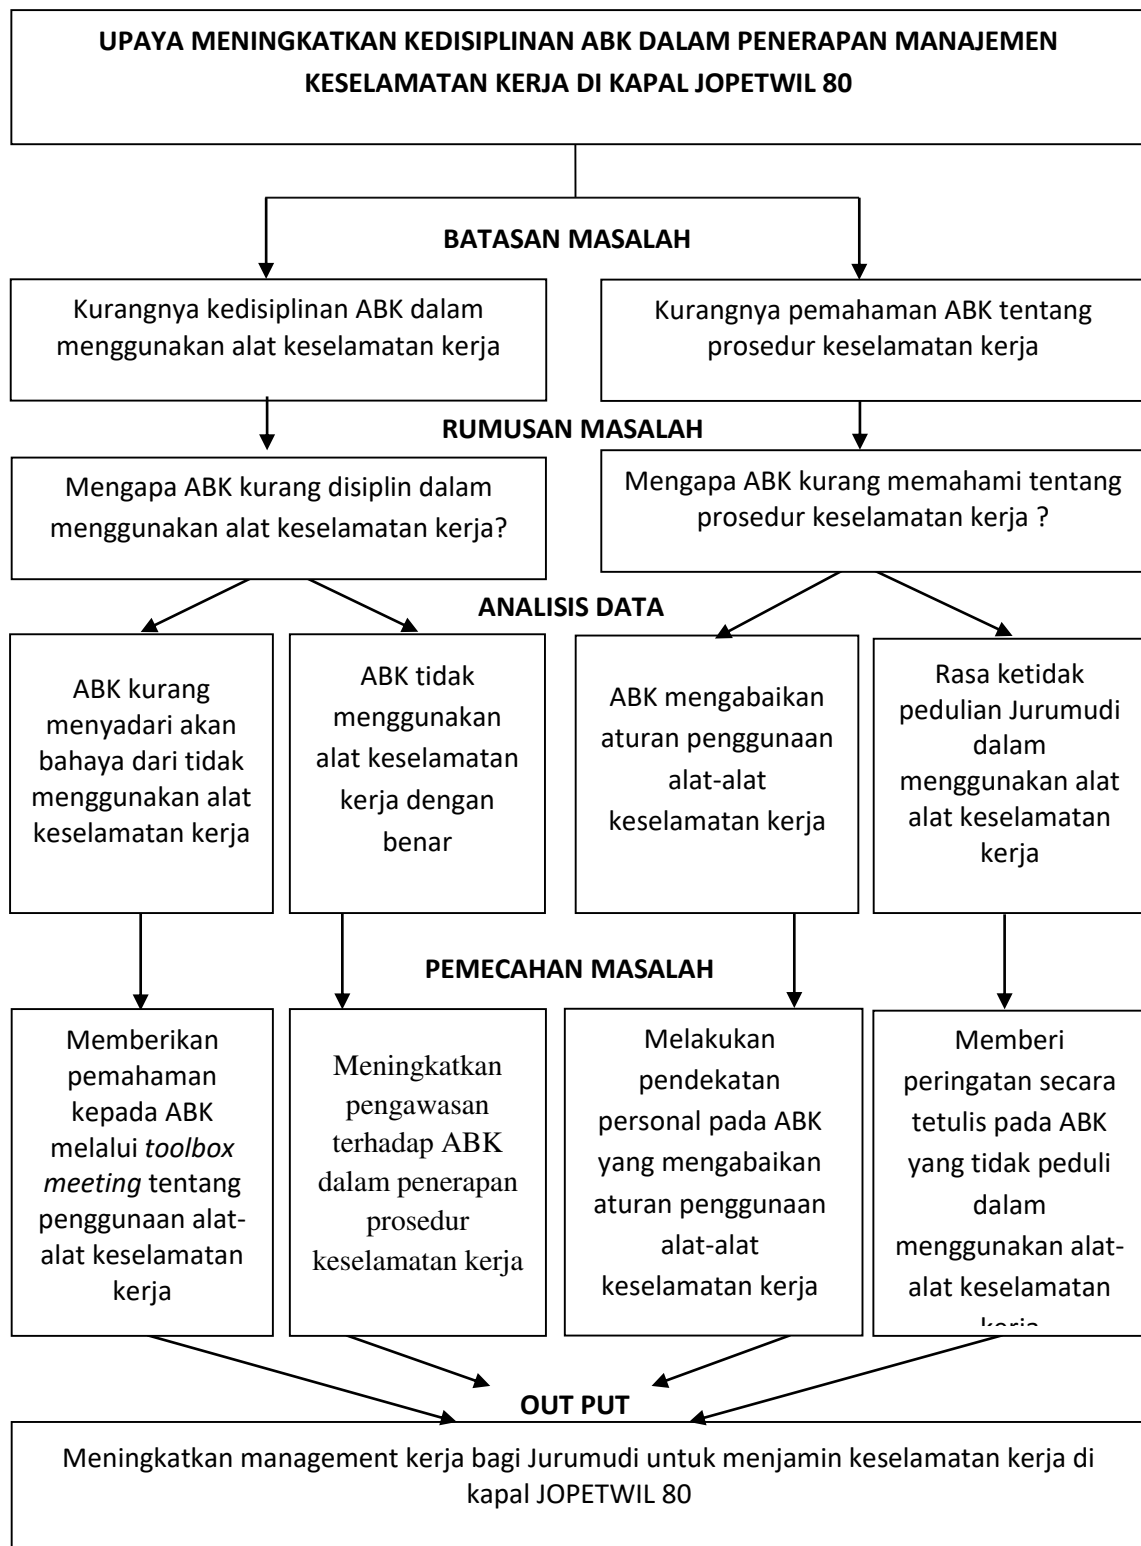 UPAYA MENINGKATKAN KEDISIPLINAN ABK DALAM PENERAPAN MANAJEMEN
KESELAMATAN KERJA DI KAPAL JOPETWIL 80
BATASAN MASALAH
Kurangnya kedisiplinan ABK dalam
menggunakan alat keselamatan kerja
Kurangnya pemahaman ABK tentang
prosedur keselamatan kerja
RUMUSAN MASALAH
Mengapa ABK kurang disiplin dalam
menggunakan alat keselamatan kerja?
Mengapa ABK kurang memahami tentang
prosedur keselamatan kerja ?
ANALISIS DATA
ABK kurang
menyadari akan
bahaya dari tidak
menggunakan alat
keselamatan kerja
ABK tidak
menggunakan
alat keselamatan
kerja dengan
benar
ABK mengabaikan
aturan penggunaan
alat-alat
keselamatan kerja
Rasa ketidak
pedulian Jurumudi
dalam
menggunakan alat
alat keselamatan
kerja
PEMECAHAN MASALAH
Memberikan
pemahaman
kepada ABK
melalui toolbox
meeting tentang
penggunaan alat-
alat keselamatan
kerja
Meningkatkan
pengawasan
terhadap ABK
dalam penerapan
prosedur
keselamatan kerja
Melakukan
pendekatan
personal pada ABK
yang mengabaikan
aturan penggunaan
alat-alat
keselamatan kerja
Memberi
peringatan secara
tetulis pada ABK
yang tidak peduli
dalam
menggunakan alat-
alat keselamatan
kerja
OUT PUT
Meningkatkan management kerja bagi Jurumudi untuk menjamin keselamatan kerja di
kapal JOPETWIL 80